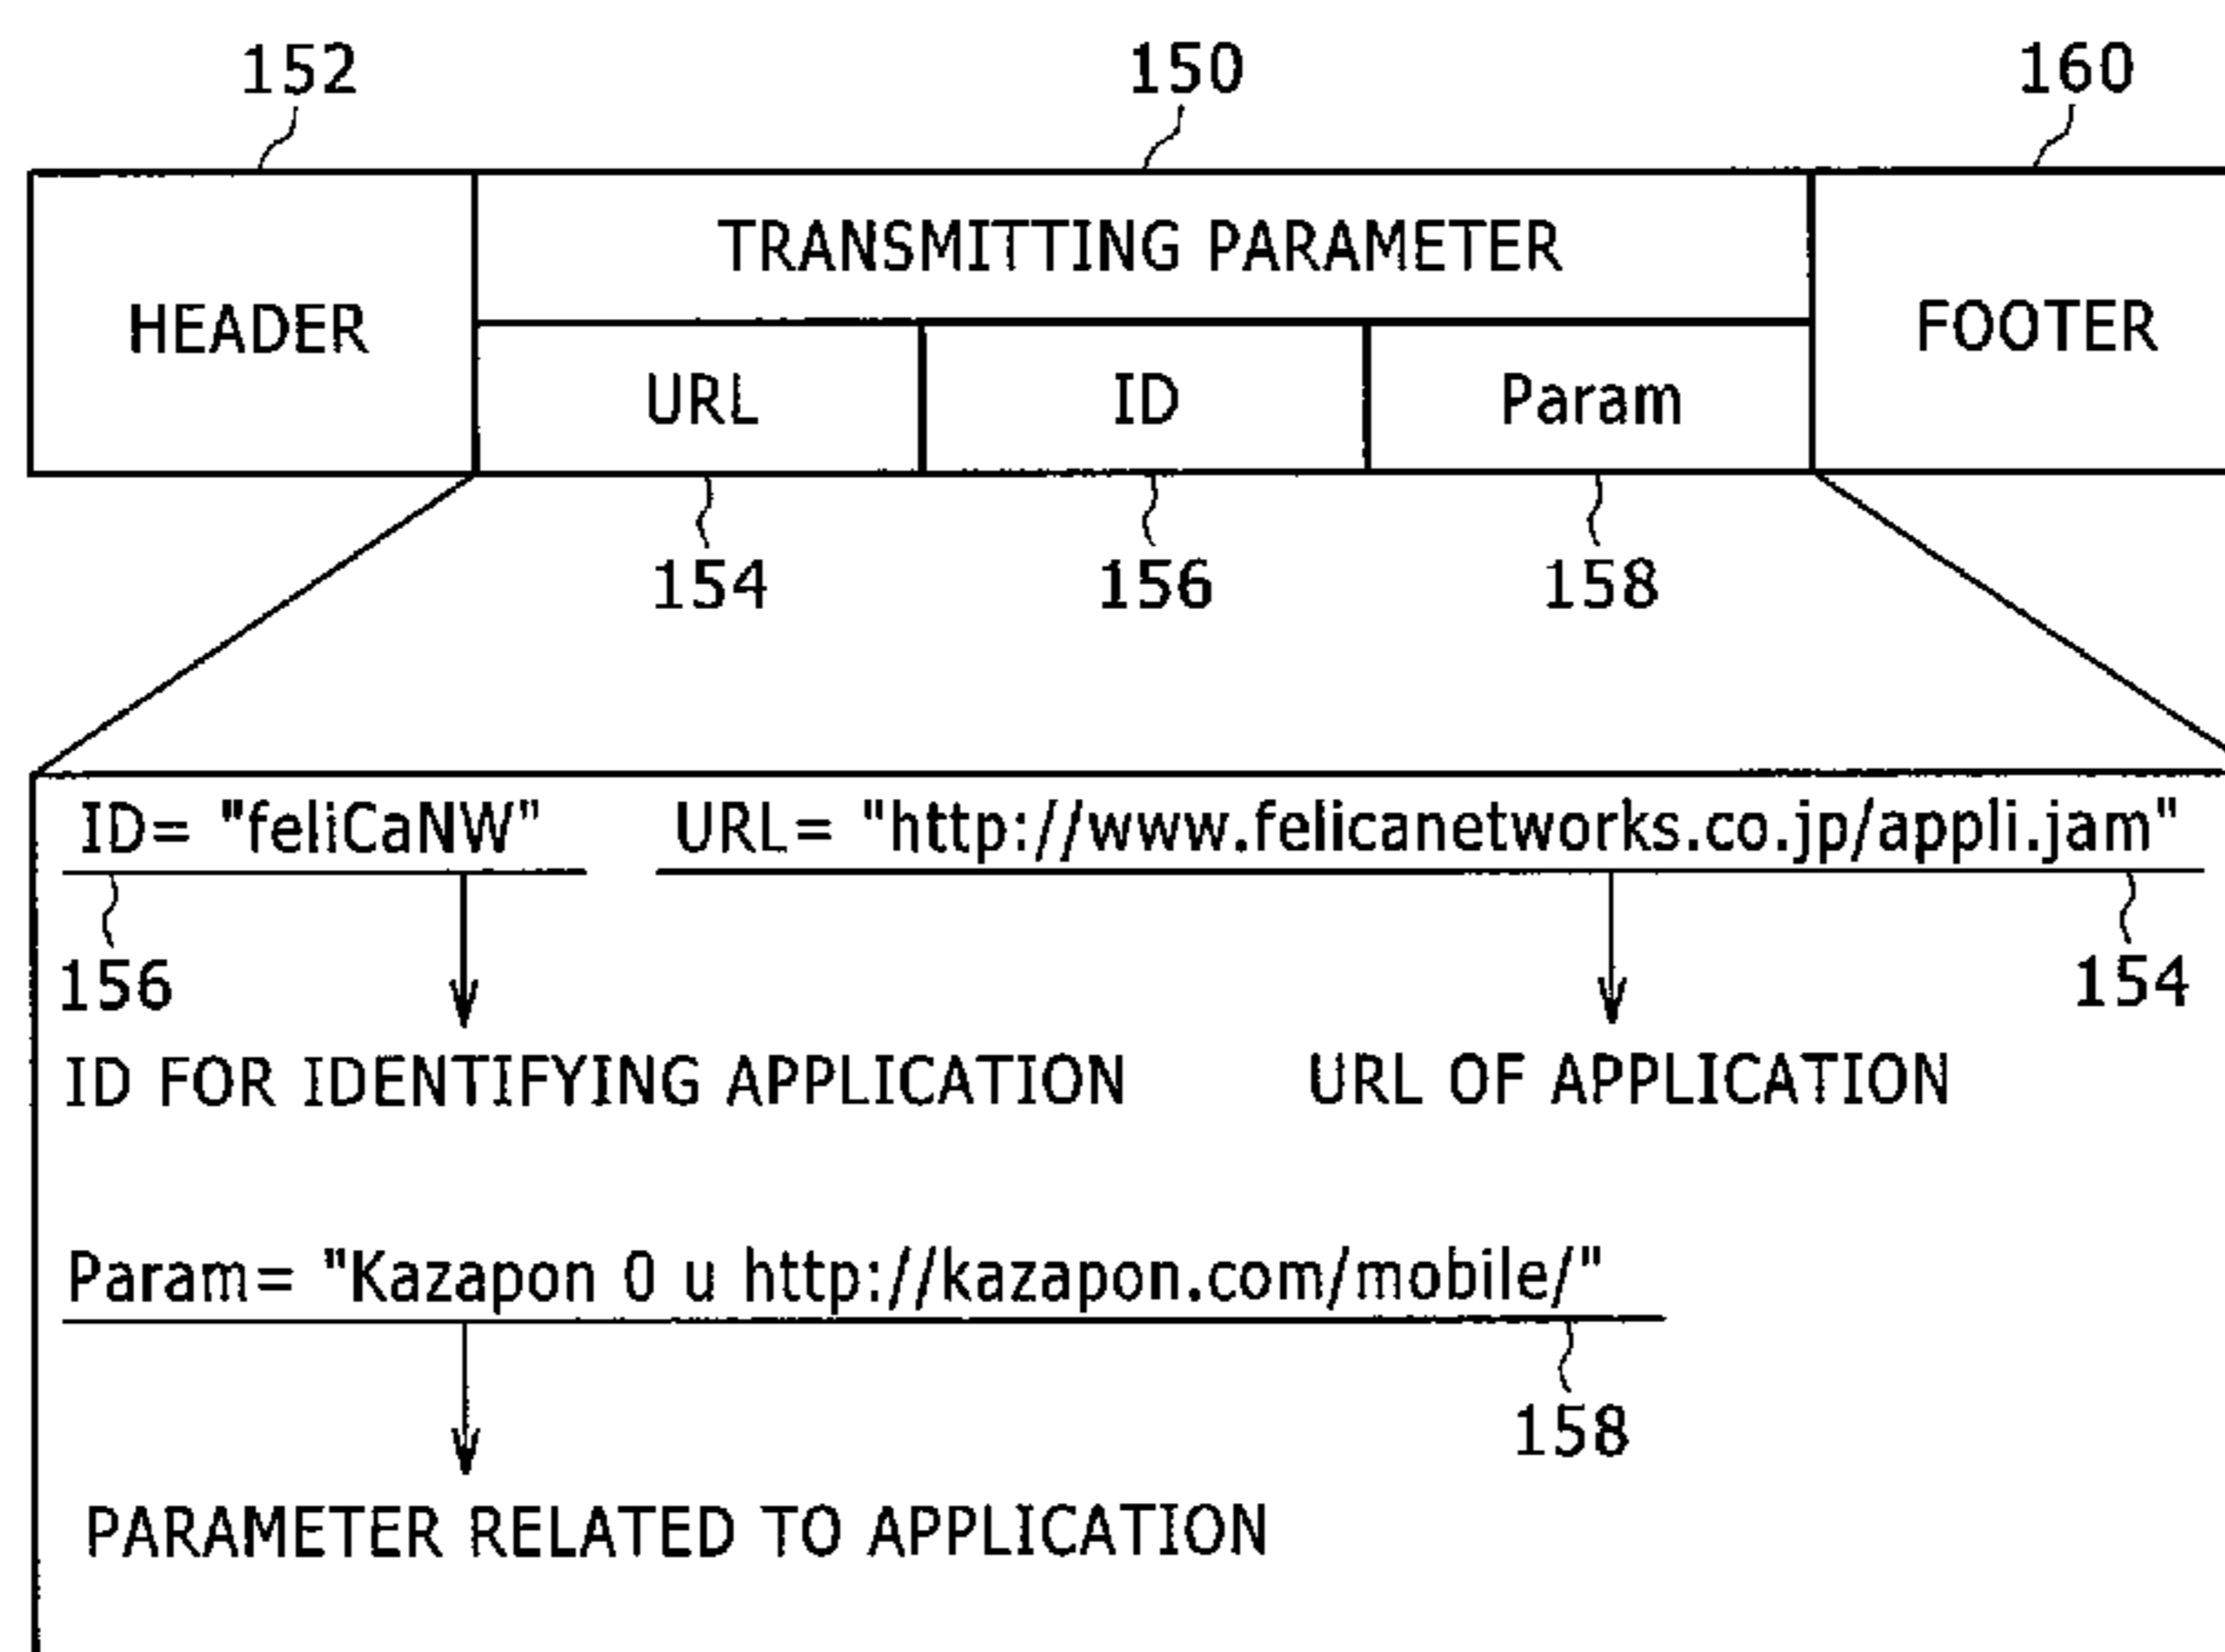 152 150 160
TRANSMITTING PARAMETER
HEADER FOOTER
URL ID Param
154 156 158
ID= "feliCaNW" URL= "http://www.felicanetworks.co.jp/appli.jam"
156 154
ID FOR IDENTIFYING APPLICATION URL OF APPLICATION
Param= "Kazapon 0 u http://kazapon.com/mobile/"
158
PARAMETER RELATED TO APPLICATION